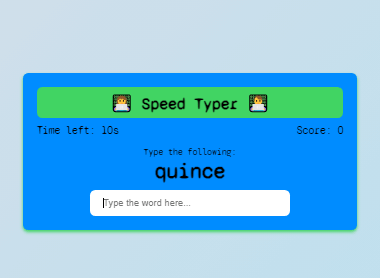 👨‍💻 Speed Typer 👩‍💻
Time left: 10s Score: 0
Type the following:
quince
Type the word here...